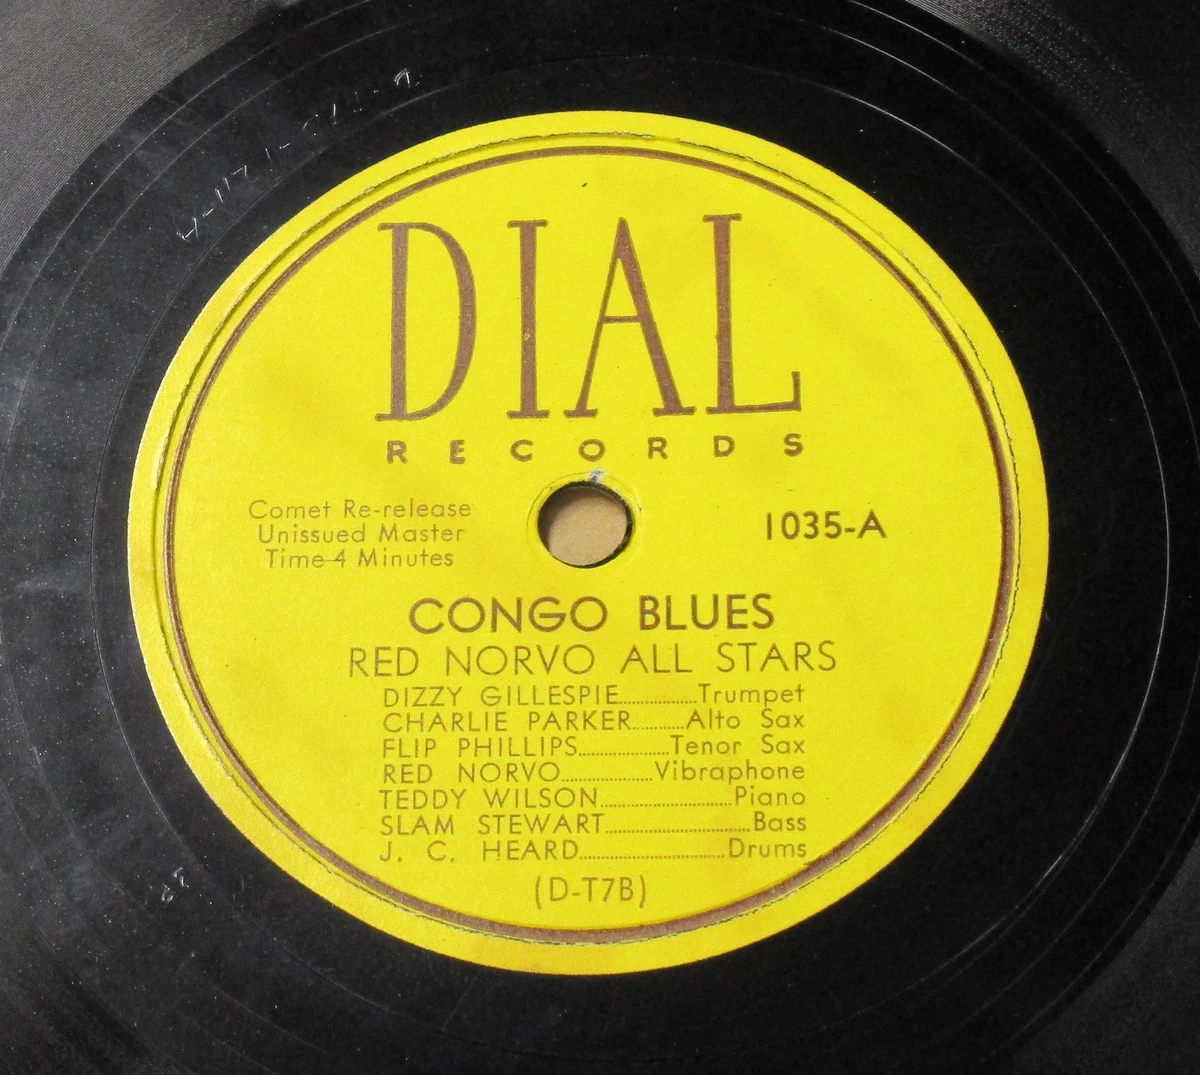 DIAL
RECORDS
Comet Re-release
Unissued Master
Time-4 Minutes
1035-A
CONGO BLUES
RED NORVO ALL STARS
DIZZY GILLESPIE............Trumpet
CHARLIE PARKER.........Alto Sax
FLIP PHILLIPS................Tenor Sax
RED NORVO................Vibraphone
TEDDY WILSON........................Piano
SLAM STEWART..........................Bass
J. C. HEARD..........................Drums
(D-T7B)